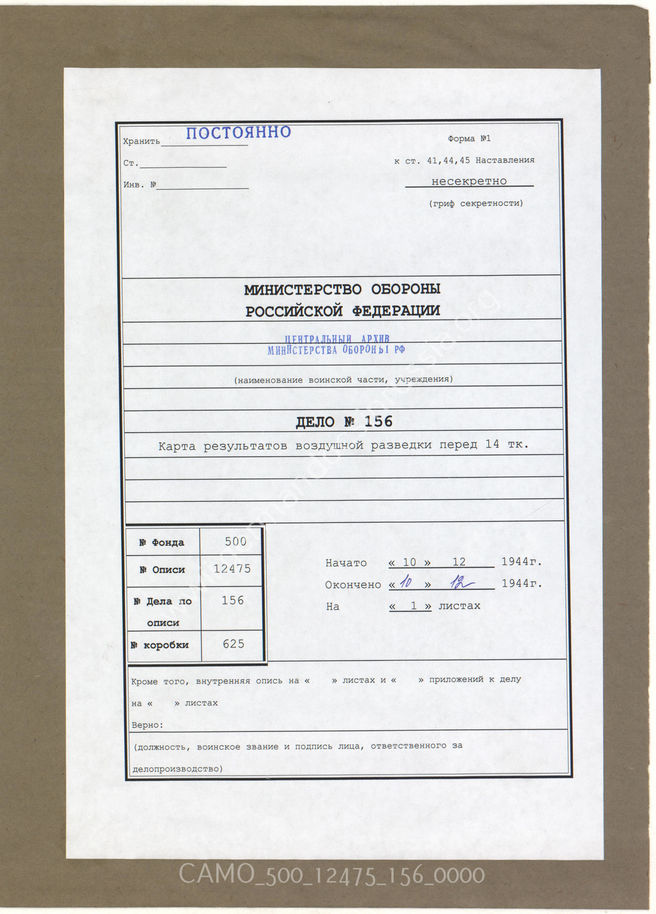 Хранить ПОСТОЯННО
Форма №1
Ст.
к ст. 41,44,45 Наставления
Инв. №
несекретно
(гриф секретности)
МИНИСТЕРСТВО ОБОРОНЫ
РОССИЙСКОЙ ФЕДЕРАЦИИ
ЦЕНТРАЛЬНЫЙ АРХИВ
МИНИСТЕРСТВА ОБОРОНЫ РФ
(наименование воинской части, учреждения)
ДЕЛО № 156
Карта результатов воздушной разведки перед 14 тк.
№ Фонда 500
№ Описи 12475
№ Дела по
описи
156
№ коробки 625
Начато « 10 » 12 1944г.
Окончено « 10 » 12 1944г.
На « 1 » листах
Кроме того, внутренняя опись на « » листах и « » приложений к делу
на « » листах
Верно:
(должность, воинское звание и подпись лица, ответственного за
делопроизводство)
CAMO_500_12475_156_0000